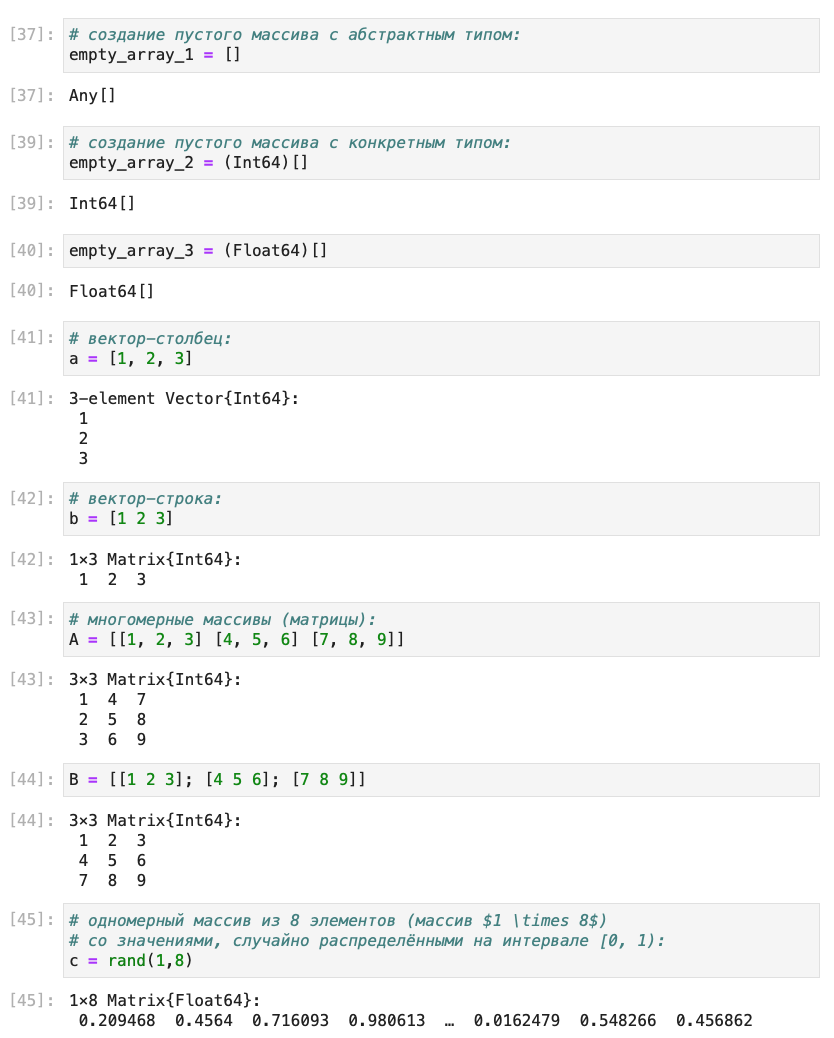 [37]: # создание пустого массива с абстрактным типом:
empty_array_1 = []
[37]: Any[]
[39]: # создание пустого массива с конкретным типом:
empty_array_2 = (Int64)[]
[39]: Int64[]
[40]: empty_array_3 = (Float64)[]
[40]: Float64[]
[41]: # вектор-столбец:
a = [1, 2, 3]
[41]: 3-element Vector{Int64}:
1
2
3
[42]: # вектор-строка:
b = [1 2 3]
[42]: 1×3 Matrix{Int64}:
1  2  3
[43]: # многомерные массивы (матрицы):
A = [[1, 2, 3] [4, 5, 6] [7, 8, 9]]
[43]: 3×3 Matrix{Int64}:
1  4  7
2  5  8
3  6  9
[44]: B = [[1 2 3]; [4 5 6]; [7 8 9]]
[44]: 3×3 Matrix{Int64}:
1  2  3
4  5  6
7  8  9
[45]: # одномерный массив из 8 элементов (массив $1 \times 8$)
# со значениями, случайно распределёнными на интервале [0, 1):
c = rand(1,8)
[45]: 1×8 Matrix{Float64}:
0.209468  0.4564  0.716093  0.980613  …  0.0162479  0.548266  0.456862